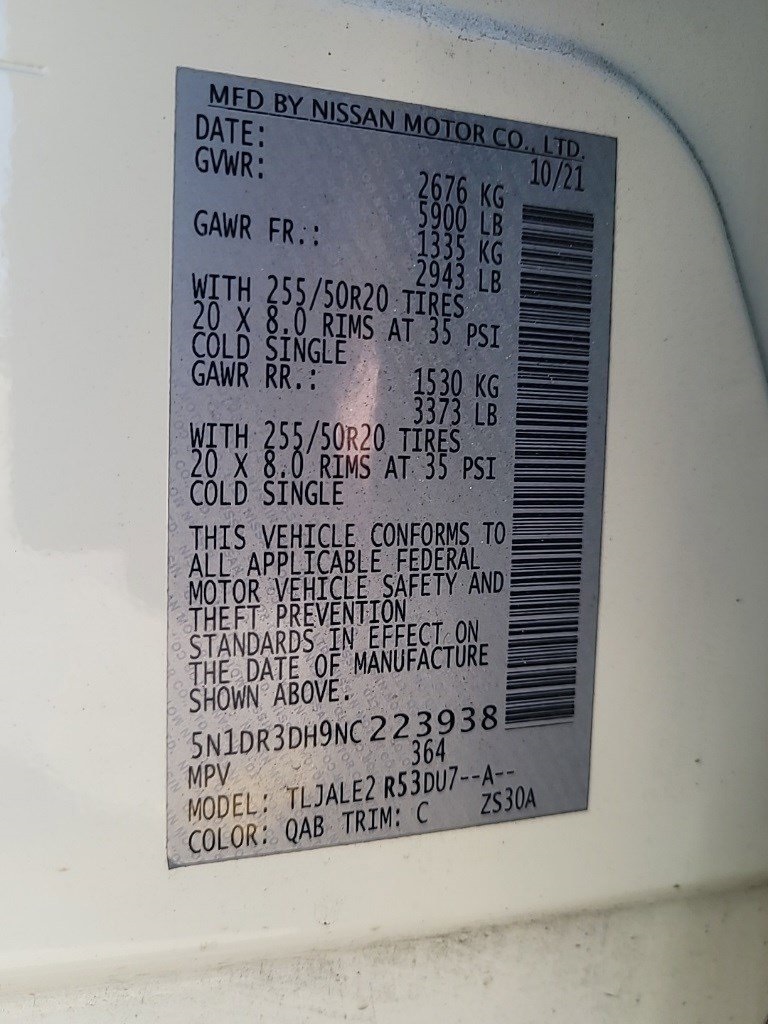 MFD BY NISSAN MOTOR CO., LTD.
DATE: 10/21
GVWR: 2676 KG
5900 LB
GAWR FR.: 1335 KG
2943 LB
WITH 255/50R20 TIRES
20 X 8.0 RIMS AT 35 PSI
COLD SINGLE
GAWR RR.: 1530 KG
3373 LB
WITH 255/50R20 TIRES
20 X 8.0 RIMS AT 35 PSI
COLD SINGLE
THIS VEHICLE CONFORMS TO
ALL APPLICABLE FEDERAL
MOTOR VEHICLE SAFETY AND
THEFT PREVENTION
STANDARDS IN EFFECT ON
THE DATE OF MANUFACTURE
SHOWN ABOVE.
5N1DR3DH9NC223938
MPV 364
MODEL: TLJALE2 R53DU7--A--
COLOR: QAB TRIM: C ZS30A